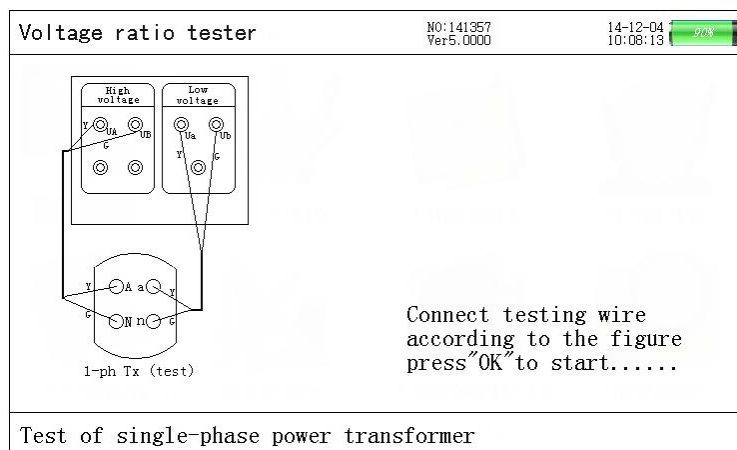 Voltage ratio tester
NO:141357
Ver5.0000
14-12-04
10:08:13
90%
High
voltage
Low
voltage
Y
UA
UB
G
Ua
Ub
Y
G
Y
A a
Y
G
N n
G
1-ph Tx (test)
Connect testing wire
according to the figure
press"OK"to start......
Test of single-phase power transformer